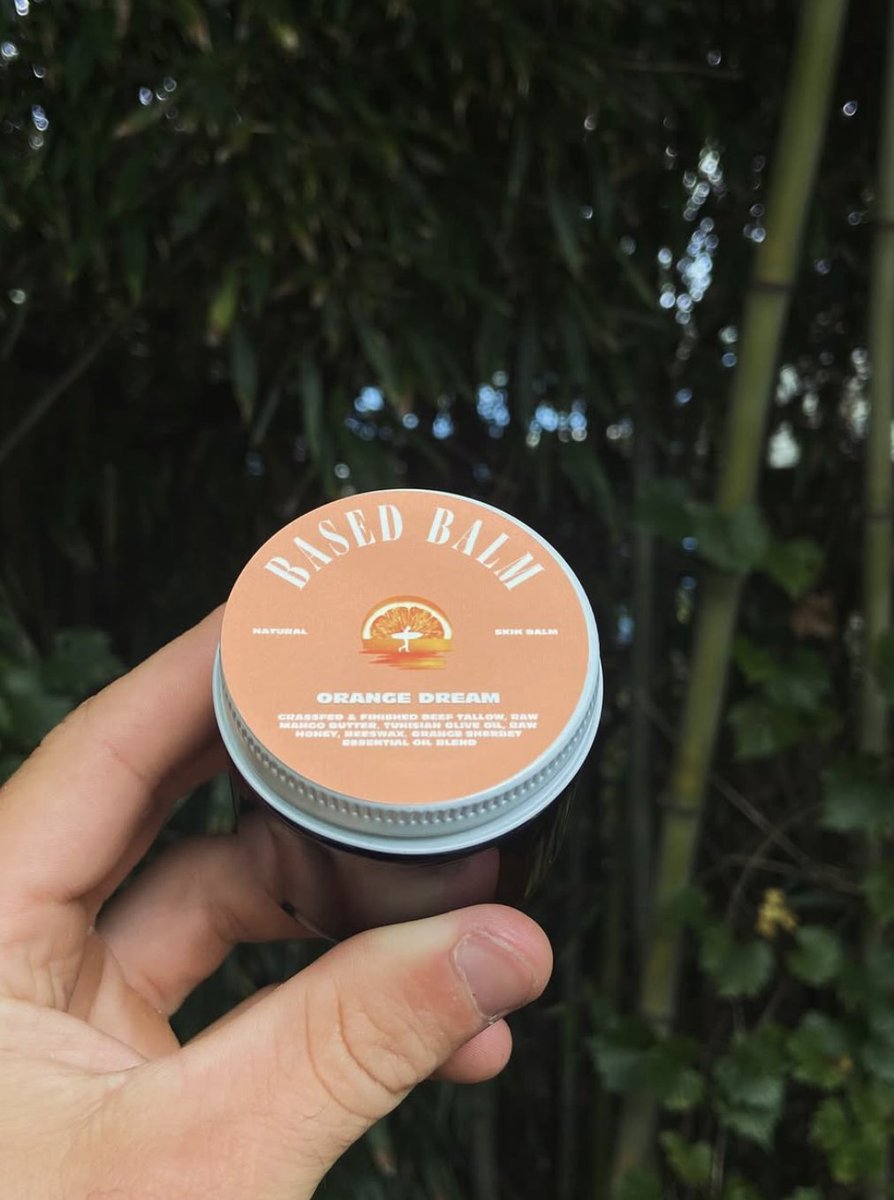 BASED BALM
NATURAL
SKIN BALM
ORANGE DREAM
GRASSFED & FINISHED BEEF TALLOW, RAW
MANGO BUTTER, TUNISIAN OLIVE OIL, RAW
HONEY, BEESWAX, ORANGE SHERBET
ESSENTIAL OIL BLEND